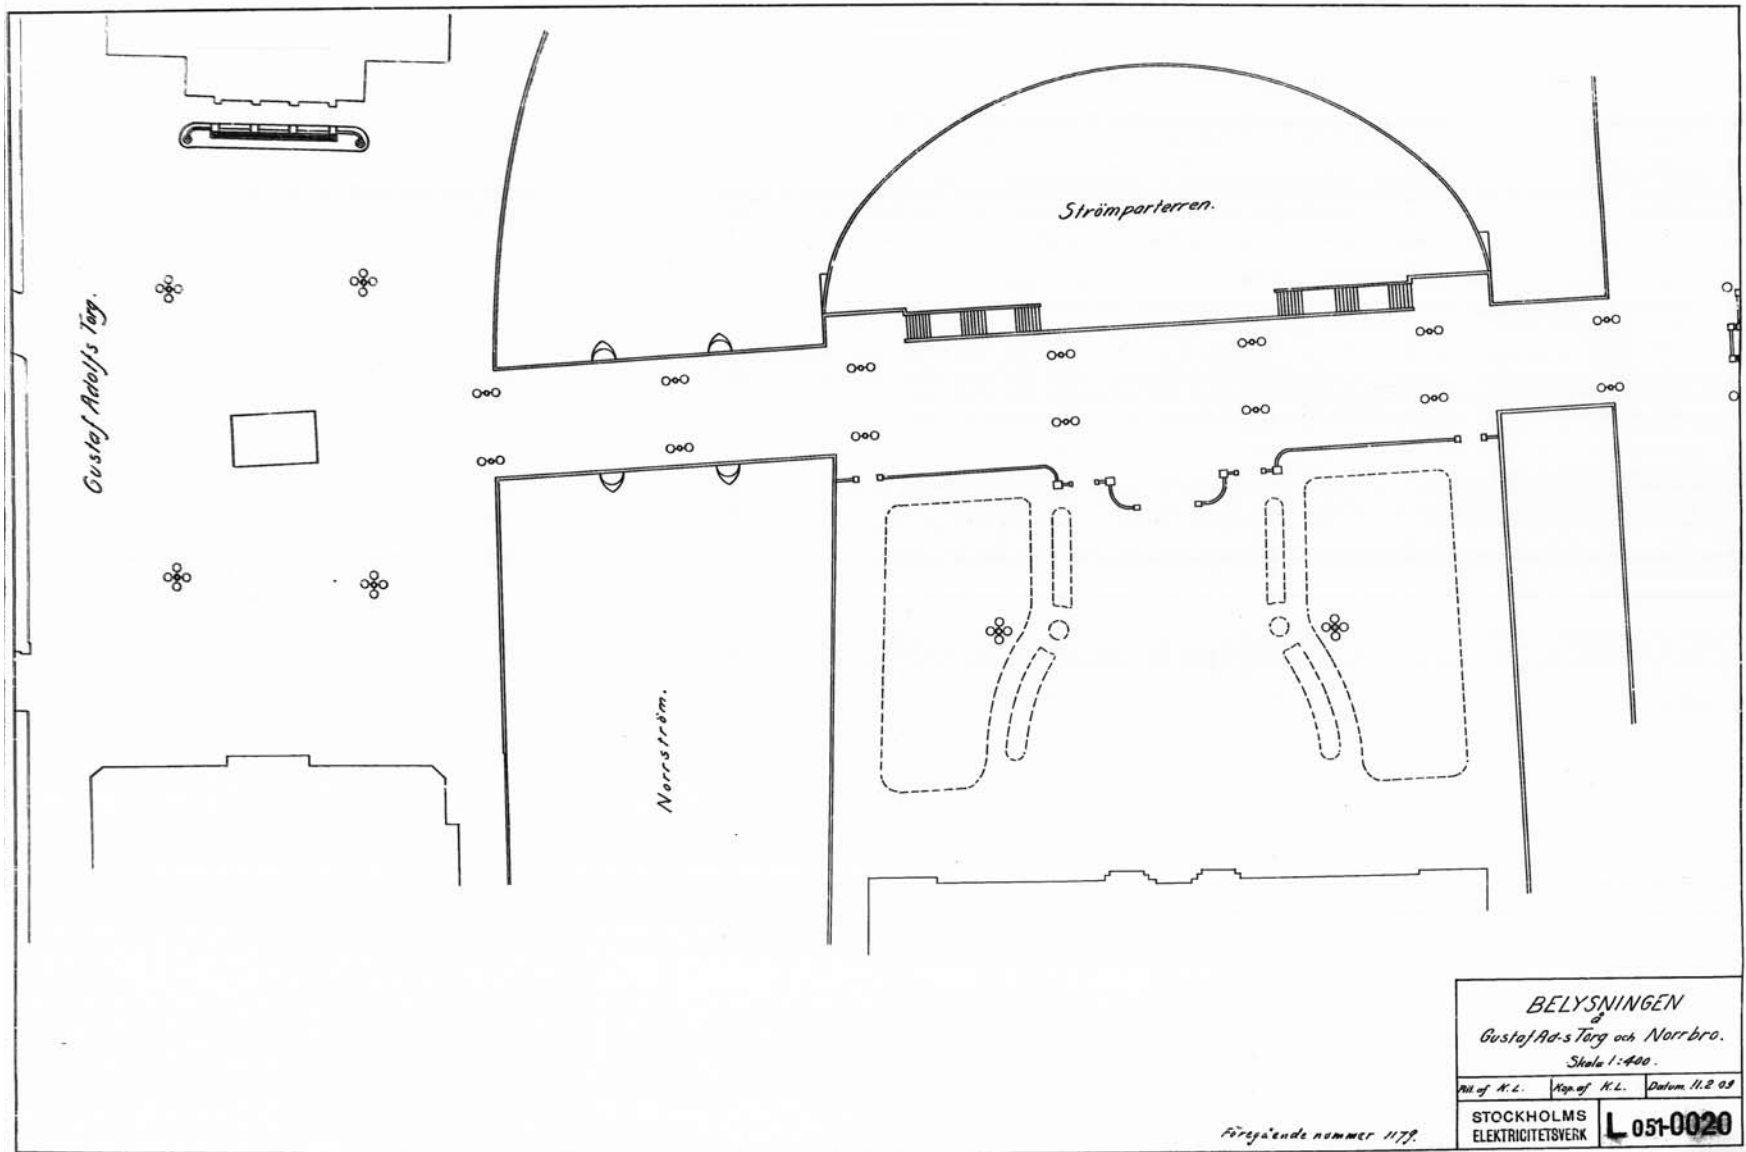 Strömparterren.
Gustaf Adolfs Torg.
Norrström.
BELYSNINGEN
å
Gustaf Ad-s Torg och Norrbro.
Skala 1:400.
Rit. af K.L. Kop. af K.L. Datum 11.2 09
STOCKHOLMS
ELEKTRICITETSVERK
L 051-0020
Föregående nummer 1179.